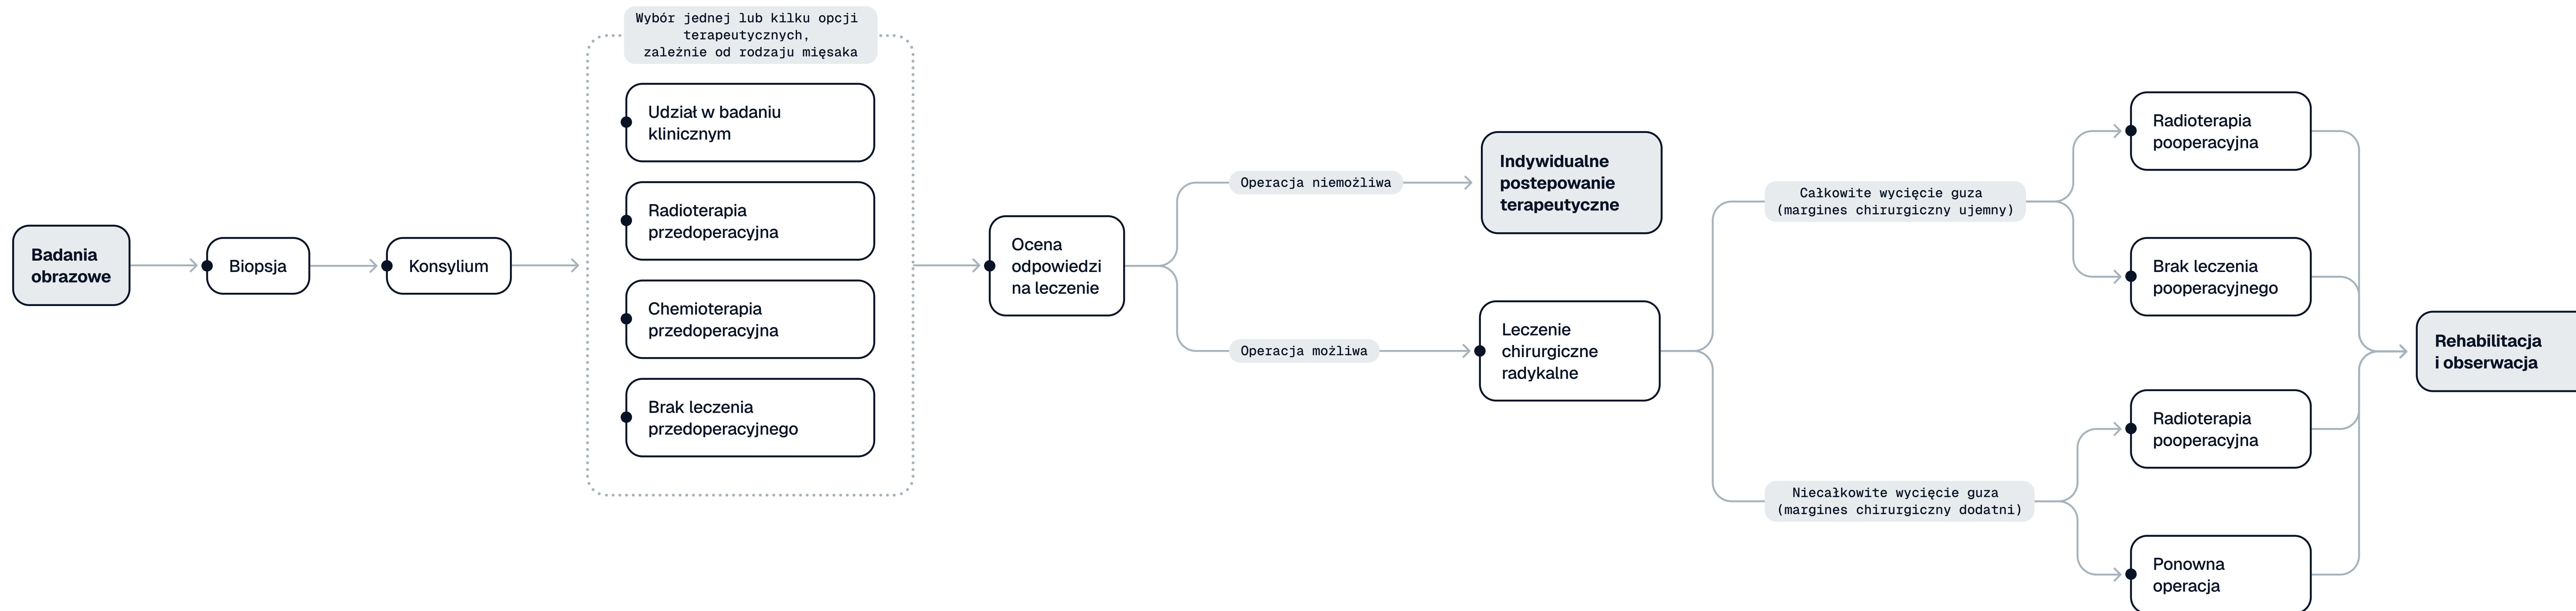 Badania
obrazowe
Biopsja
Konsylium
Wybór jednej lub kilku opcji
terapeutycznych,
zależnie od rodzaju mięsaka
Udział w badaniu
klinicznym
Radioterapia
przedoperacyjna
Chemioterapia
przedoperacyjna
Brak leczenia
przedoperacyjnego
Ocena
odpowiedzi
na leczenie
Operacja niemożliwa
Indywidualne
postepowanie
terapeutyczne
Operacja możliwa
Leczenie
chirurgiczne
radykalne
Całkowite wycięcie guza
(margines chirurgiczny ujemny)
Radioterapia
pooperacyjna
Brak leczenia
pooperacyjnego
Niecałkowite wycięcie guza
(margines chirurgiczny dodatni)
Radioterapia
pooperacyjna
Ponowna
operacja
Rehabilitacja
i obserwacja